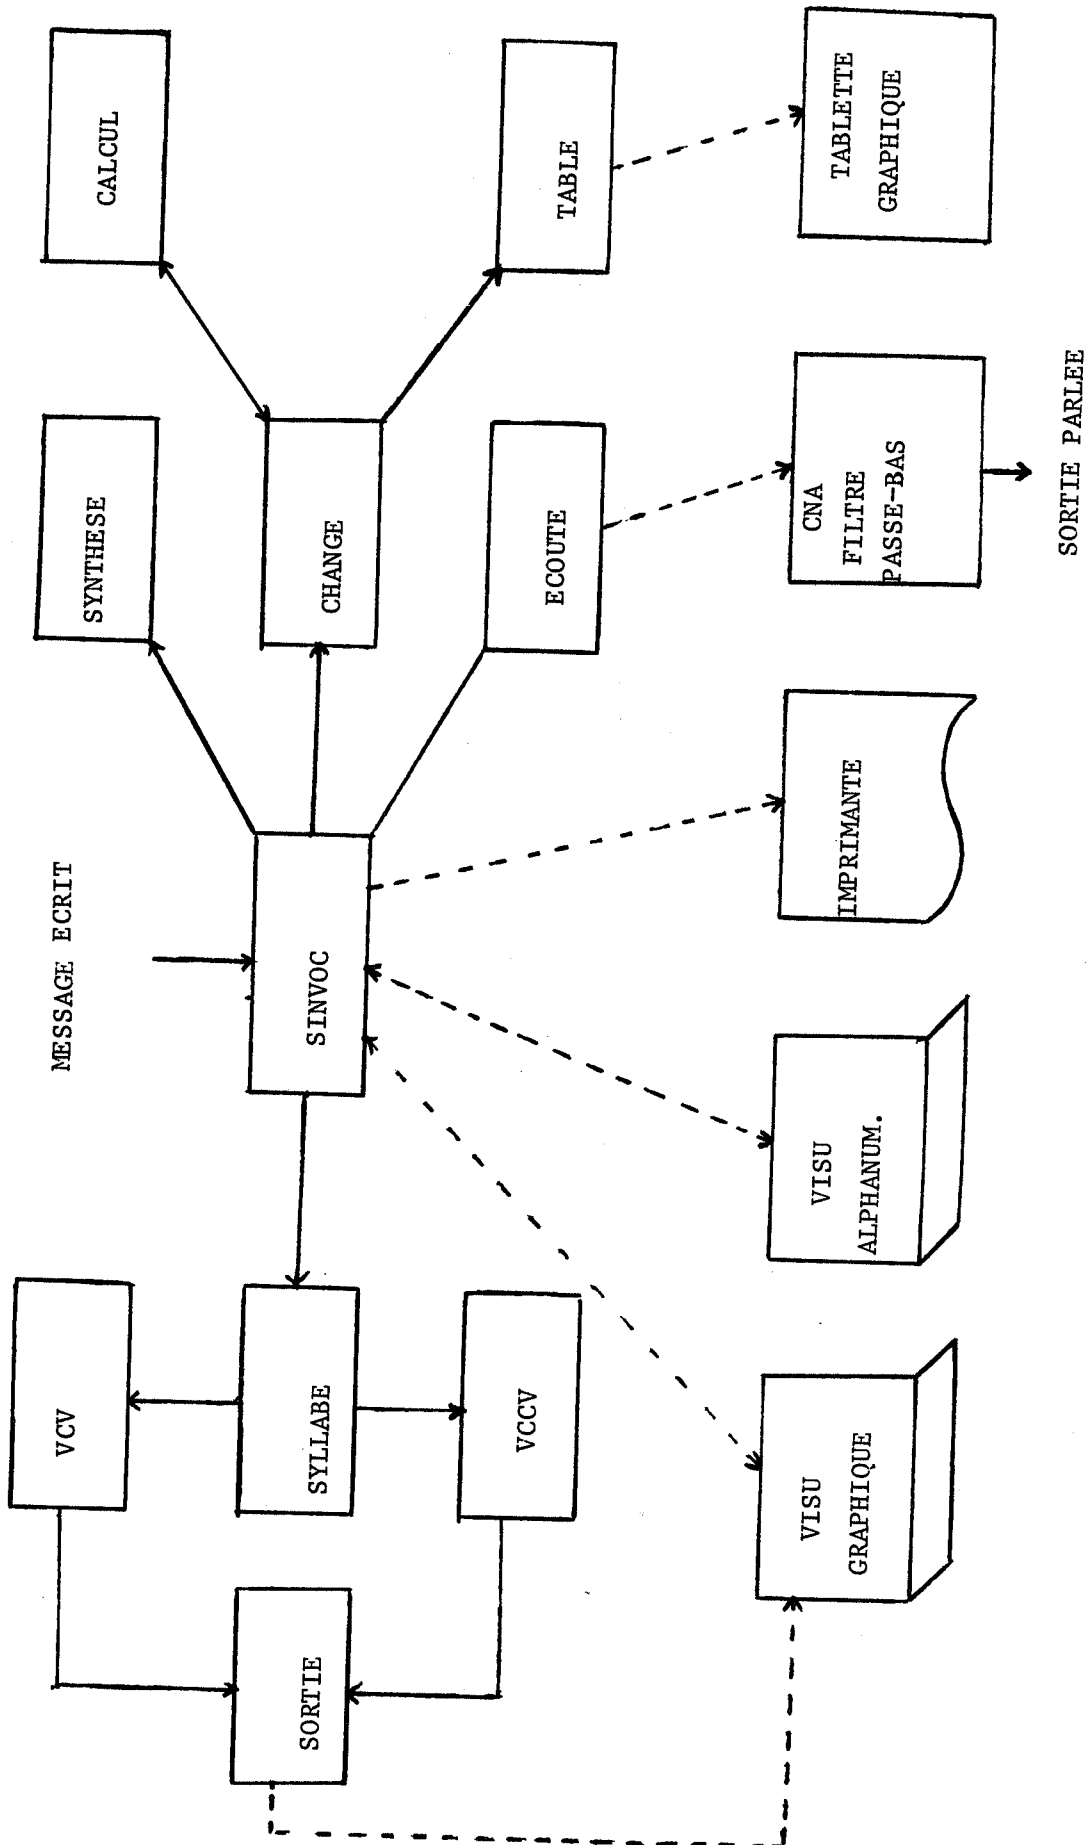 MESSAGE ECRIT
VCV
SYNTHESE
CALCUL
SORTIE
SYLLABE
SINVOC
CHANGE
VCCV
ECOUTE
TABLE
VISU
GRAPHIQUE
VISU
ALPHANUM.
IMPRIMANTE
CNA
FILTRE
PASSE-BAS
TABLETTE
GRAPHIQUE
SORTIE PARLEE